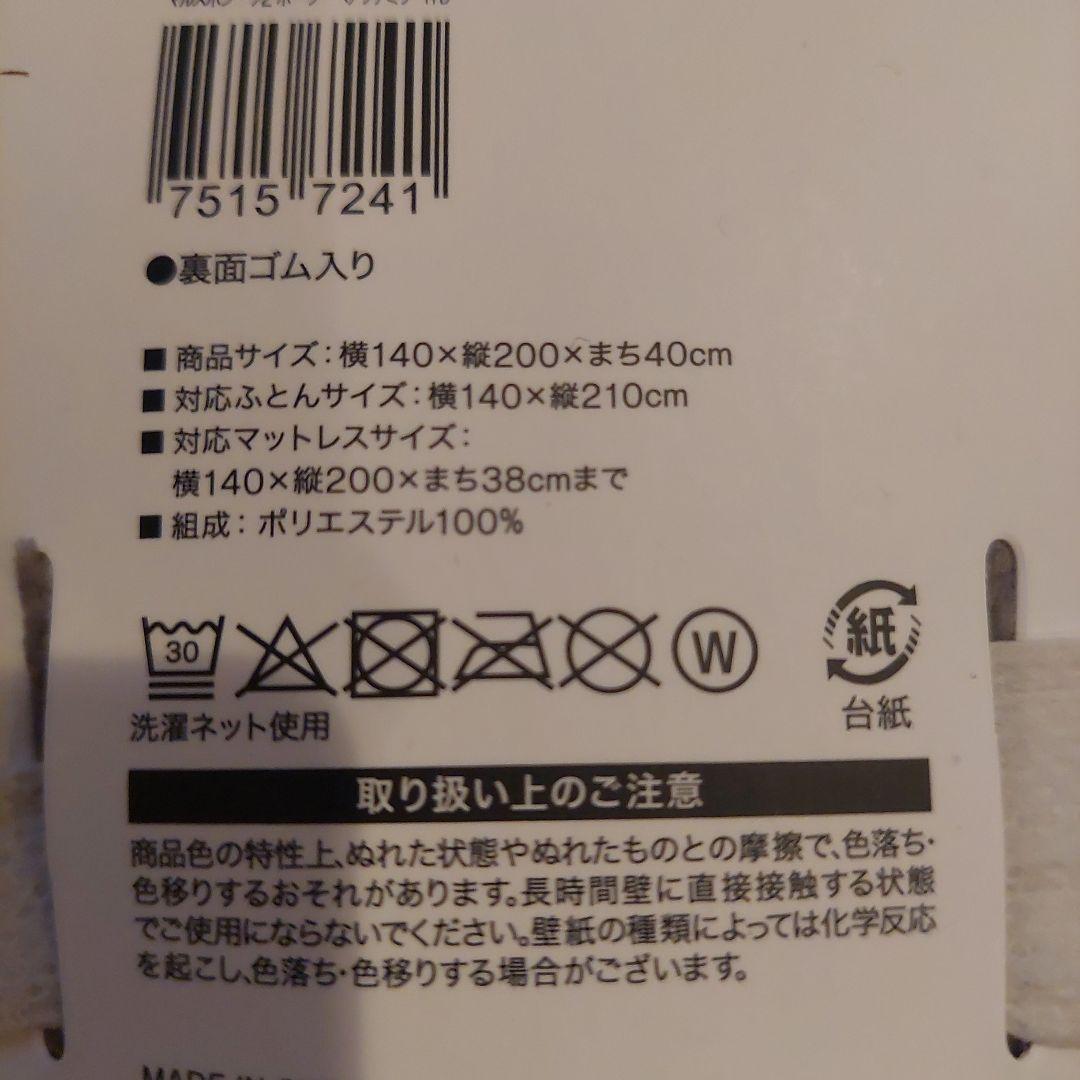 7515 7241
●裏面ゴム入り
■ 商品サイズ：横140×縦200×まち40cm
■ 対応ふとんサイズ：横140×縦210cm
■ 対応マットレスサイズ：
横140×縦200×まち38cmまで
■ 組成：ポリエステル100%
30
W
紙
洗濯ネット使用
台紙
取り扱い上のご注意
商品色の特性上、ぬれた状態やぬれたものとの摩擦で、色落ち・
色移りするおそれがあります。長時間壁に直接接触する状態
でご使用にならないでください。壁紙の種類によっては化学反応
を起こし、色落ち・色移りする場合がございます。
MADE IN